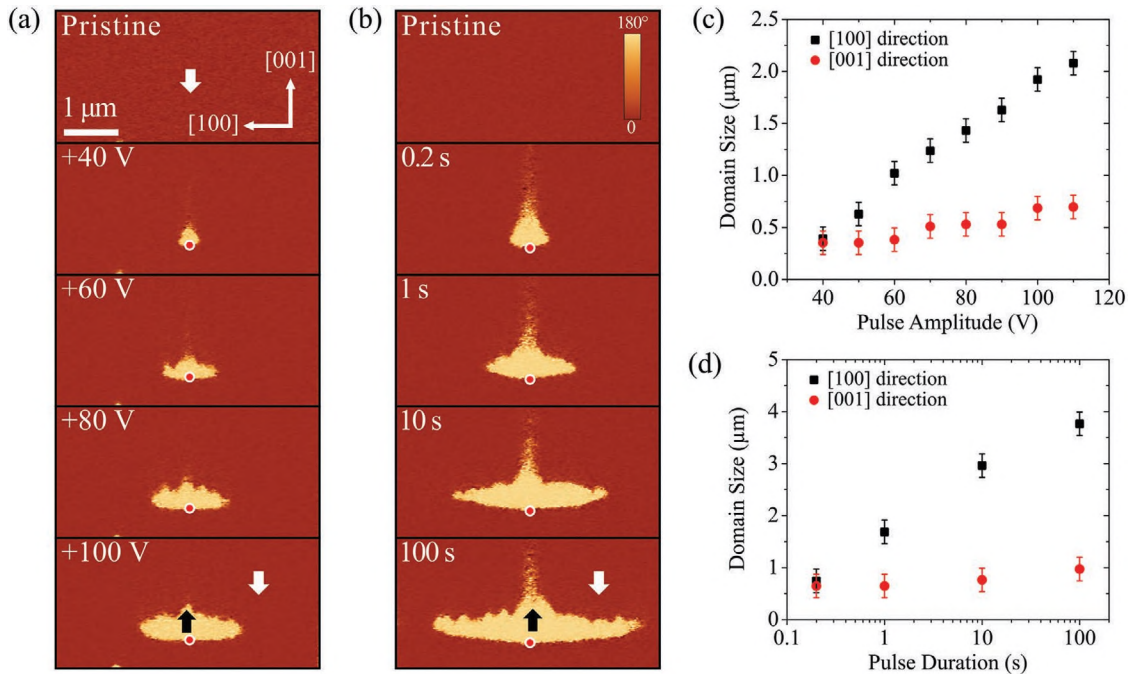 (a)
Pristine
[001]
1 μm
[100]
+40 V
+60 V
+80 V
+100 V
(b)
Pristine
180°
0
0.2 s
1 s
10 s
100 s
(c)
[100] direction
[001] direction
Domain Size (μm)
2.5
2.0
1.5
1.0
0.5
0.0
40 60 80 100 120
Pulse Amplitude (V)
(d)
[100] direction
[001] direction
Domain Size (μm)
5
4
3
2
1
0
0.1 1 10 100
Pulse Duration (s)